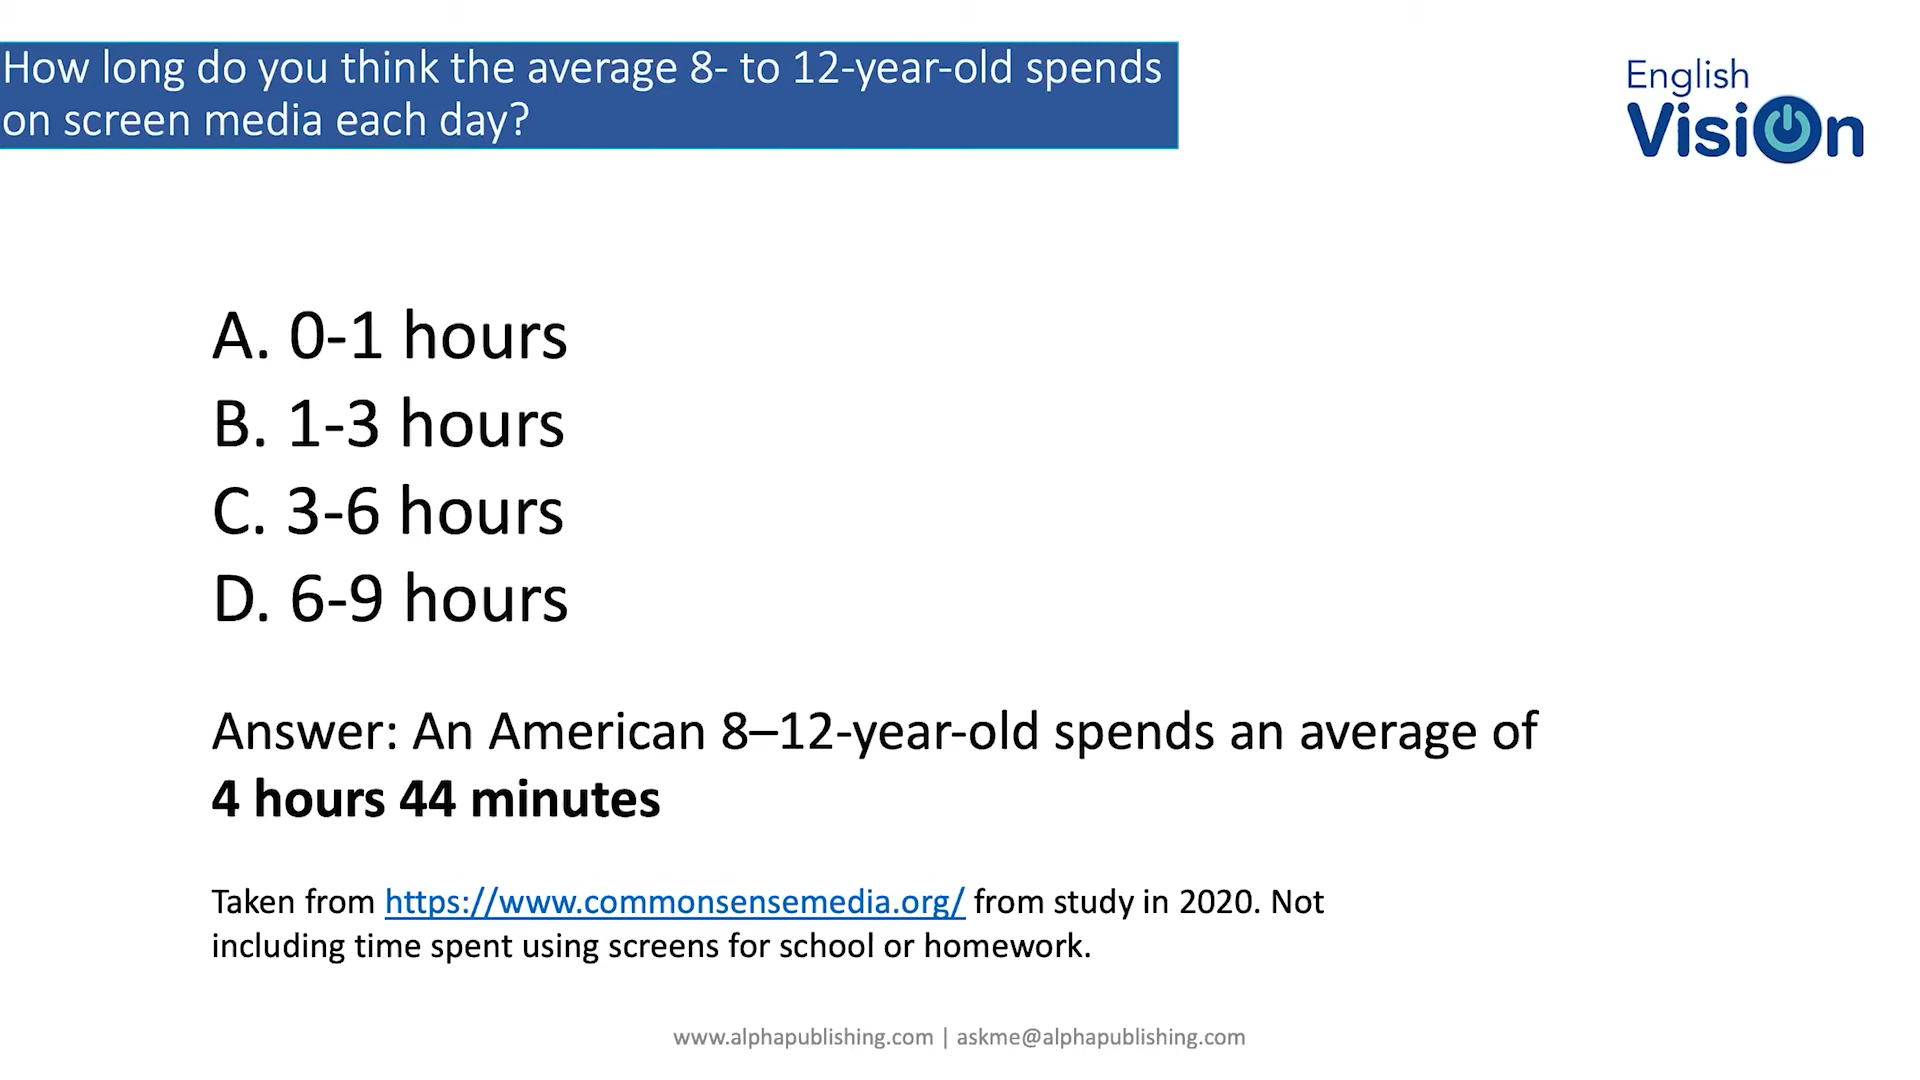 How long do you think the average 8- to 12-year-old spends
on screen media each day?
English
Vision
A. 0-1 hours
B. 1-3 hours
C. 3-6 hours
D. 6-9 hours
Answer: An American 8–12-year-old spends an average of
4 hours 44 minutes
Taken from https://www.commonsensemedia.org/ from study in 2020. Not
including time spent using screens for school or homework.
www.alphapublishing.com | askme@alphapublishing.com